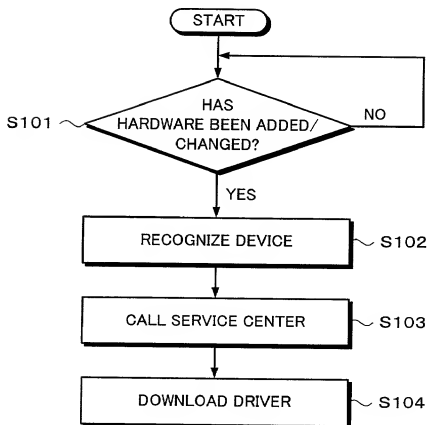 START
HAS
HARDWARE BEEN ADDED/
CHANGED?
S101
NO
YES
RECOGNIZE DEVICE
S102
CALL SERVICE CENTER
S103
DOWNLOAD DRIVER
S104